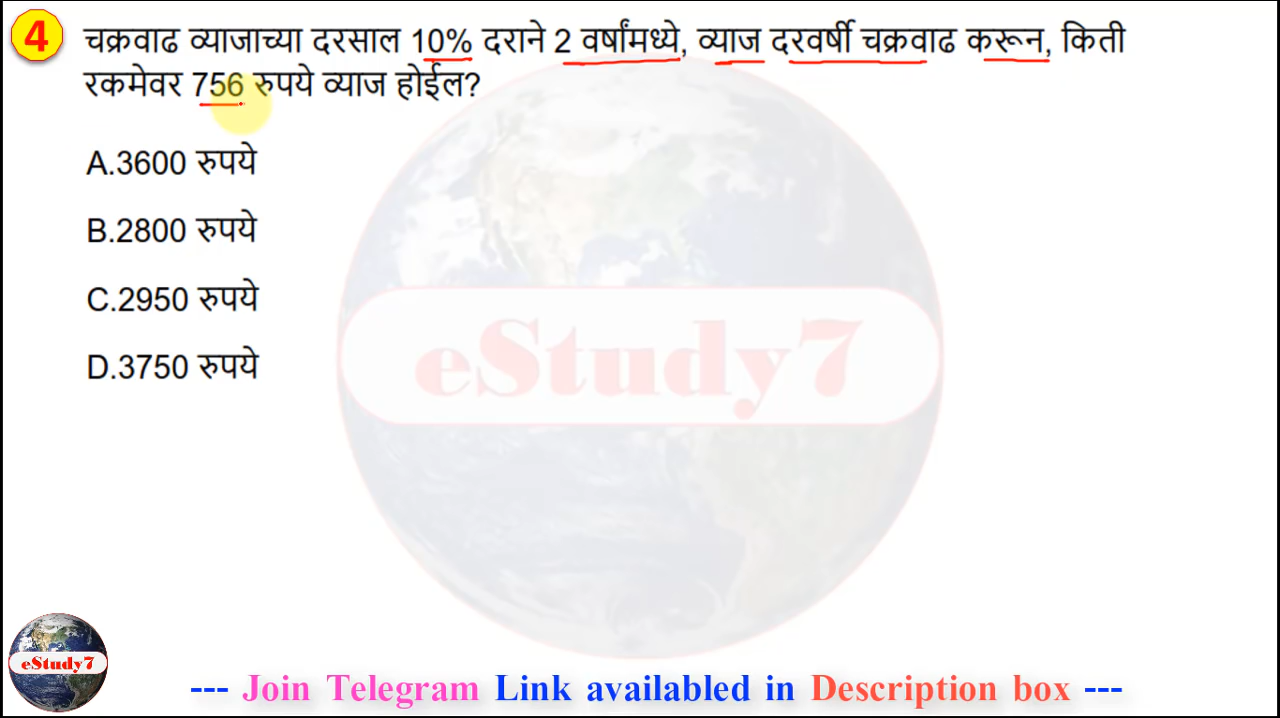 4
चक्रवाढ व्याजाच्या दरसाल 10% दराने 2 वर्षांमध्ये, व्याज दरवर्षी चक्रवाढ करून, किती
रकमेवर 756 रुपये व्याज होईल?
A.3600 रुपये
B.2800 रुपये
C.2950 रुपये
D.3750 रुपये
eStudy7
eStudy7
--- Join Telegram Link availabled in Description box ---